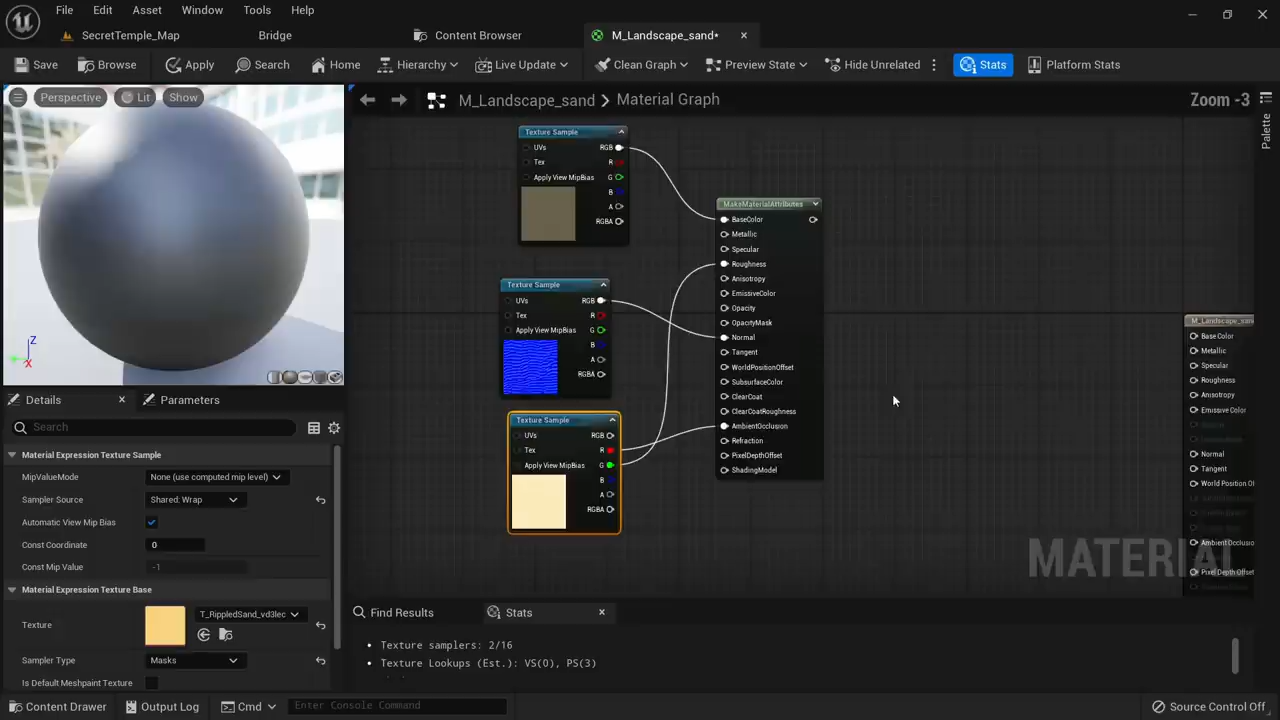 File Edit Asset Window Tools Help
SecretTemple_Map Bridge Content Browser M_Landscape_sand*
Save Browse Apply Search Home Hierarchy Live Update Clean Graph Preview State Hide Unrelated Stats Platform Stats
Perspective Lit Show
M_Landscape_sand Material Graph Zoom -3
Palette
Z
X
Texture Sample
UVs RGB
Tex R
Apply View MipBias G
B
A
RGBA
Texture Sample
UVs RGB
Tex R
Apply View MipBias G
B
A
RGBA
Texture Sample
UVs RGB
Tex R
Apply View MipBias G
B
A
RGBA
MakeMaterialAttributes
BaseColor
Metallic
Specular
Roughness
Anisotropy
EmissiveColor
Opacity
OpacityMask
Normal
Tangent
WorldPositionOffset
SubsurfaceColor
ClearCoat
ClearCoatRoughness
AmbientOcclusion
Refraction
PixelDepthOffset
ShadingModel
Base Color
Metallic
Specular
Roughness
Anisotropy
Emissive Color
Normal
Tangent
World Position Of
Ambient Occlusio
Pixel Depth Offset
MATERIAL
Details Parameters
Search
Material Expression Texture Sample
MipValueMode None (use computed mip level)
Sampler Source Shared: Wrap
Automatic View Mip Bias
Const Coordinate 0
Const Mip Value -1
Material Expression Texture Base
Texture T_RippledSand_vd3lec
Sampler Type Masks
Is Default Meshpaint Texture
Find Results Stats
Texture samplers: 2/16
Texture Lookups (Est.): VS(0), PS(3)
Content Drawer Output Log Cmd Enter Console Command Source Control Off